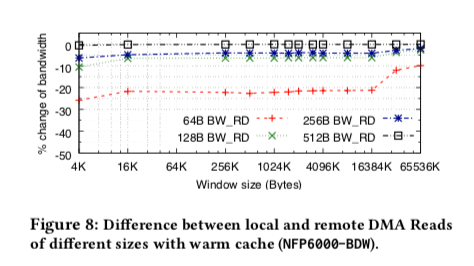 % change of bandwidth
0
-10
-20
-30
-40
-50
64B BW_RD 256B BW_RD
128B BW_RD 512B BW_RD
4K 16K 64K 256K 1024K 4096K 16384K 65536K
Window size (Bytes)
Figure 8: Difference between local and remote DMA Reads
of different sizes with warm cache (NFP6000-BDW).